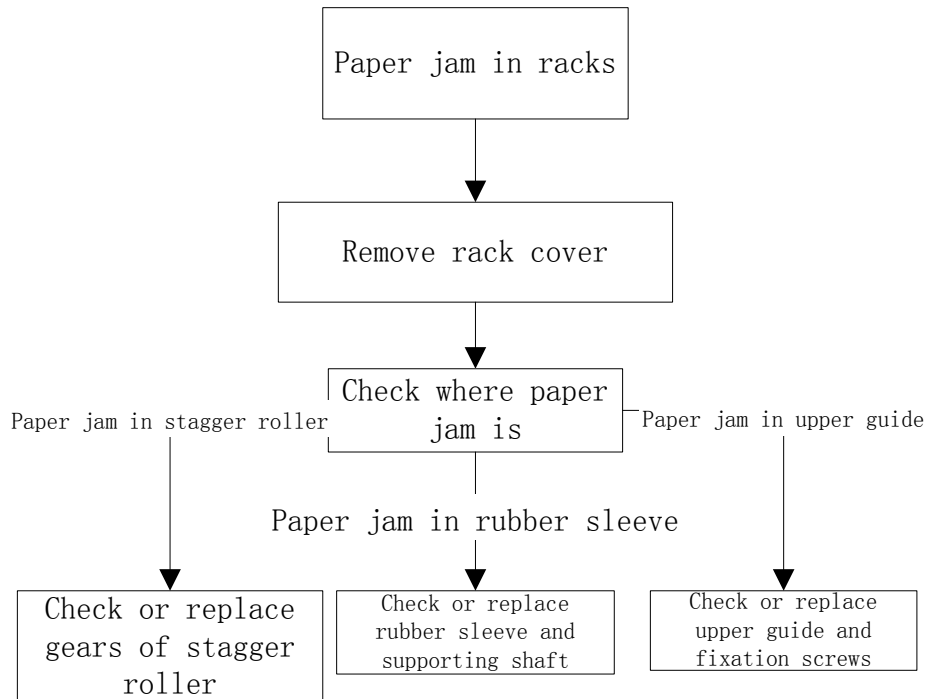 Paper jam in racks
Remove rack cover
Check where paper
jam is
Paper jam in stagger roller
Paper jam in upper guide
Paper jam in rubber sleeve
Check or replace
gears of stagger
roller
Check or replace
rubber sleeve and
supporting shaft
Check or replace
upper guide and
fixation screws